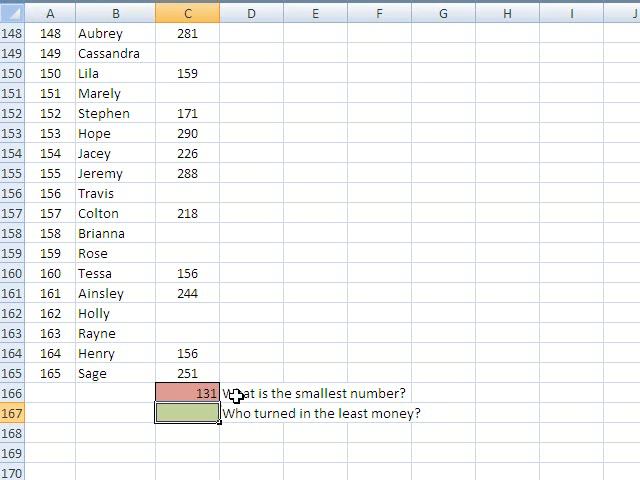 A B C D E F G H I J
148 148 Aubrey 281
149 149 Cassandra
150 150 Lila 159
151 151 Marely
152 152 Stephen 171
153 153 Hope 290
154 154 Jacey 226
155 155 Jeremy 288
156 156 Travis
157 157 Colton 218
158 158 Brianna
159 159 Rose
160 160 Tessa 156
161 161 Ainsley 244
162 162 Holly
163 163 Rayne
164 164 Henry 156
165 165 Sage 251
166 131 What is the smallest number?
167 Who turned in the least money?
168
169
170